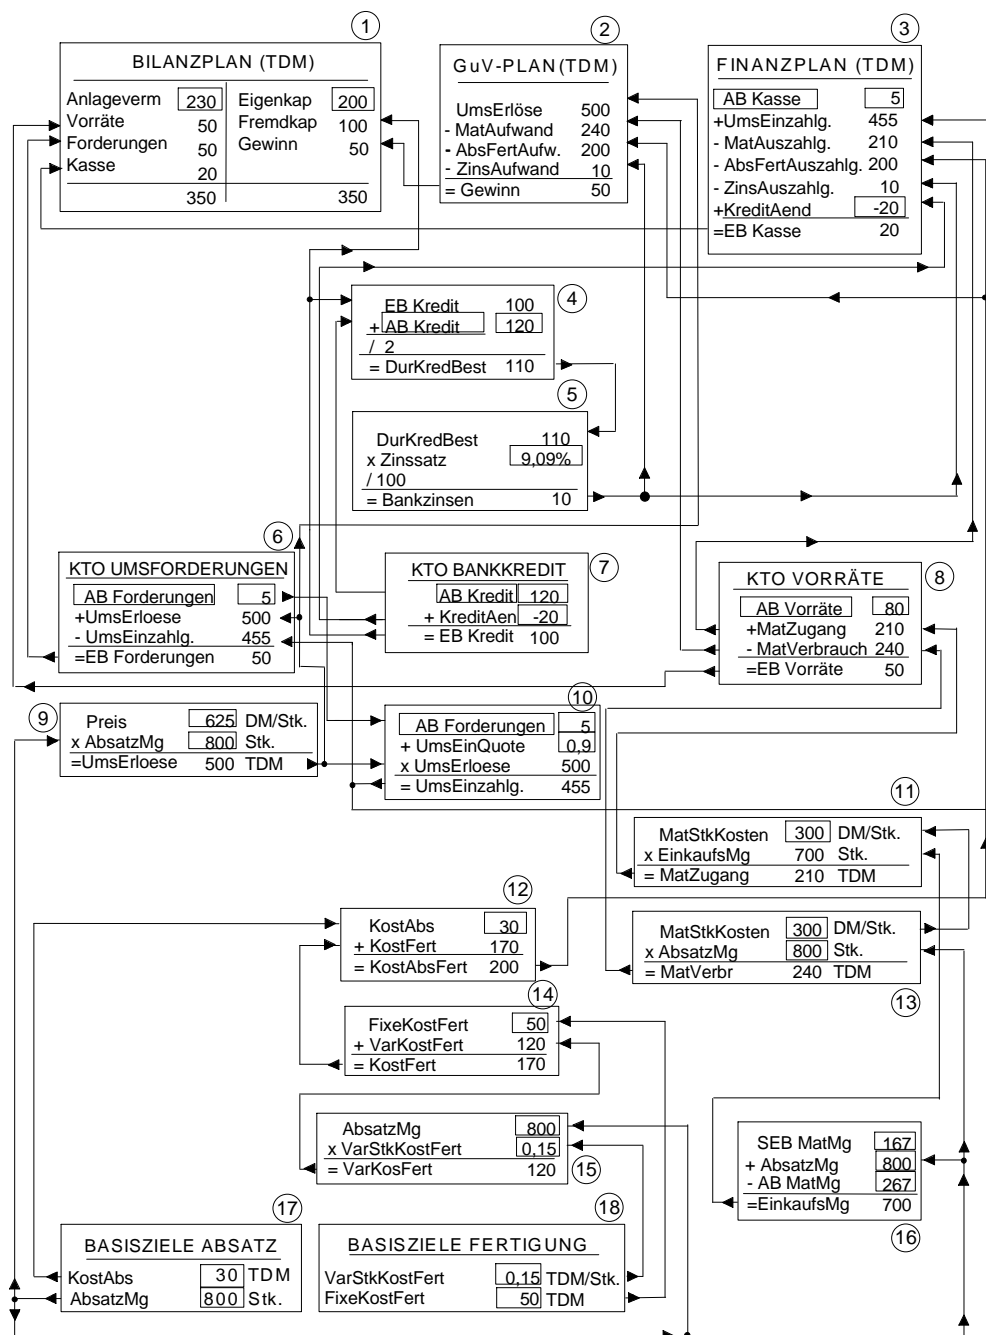 1
BILANZPLAN (TDM)
Anlageverm 230 Eigenkap 200
Vorräte 50 Fremdkap 100
Forderungen 50 Gewinn 50
Kasse 20
350 350
2
GuV-PLAN(TDM)
UmsErlöse 500
- MatAufwand 240
- AbsFertAufw. 200
- ZinsAufwand 10
= Gewinn 50
3
FINANZPLAN (TDM)
AB Kasse 5
+UmsEinzahlg. 455
- MatAuszahlg. 210
- AbsFertAuszahlg. 200
- ZinsAuszahlg. 10
+KreditAend -20
=EB Kasse 20
4
EB Kredit 100
+ AB Kredit 120
/ 2
= DurKredBest 110
5
DurKredBest 110
x Zinssatz 9,09%
/ 100
= Bankzinsen 10
6
KTO UMSFORDERUNGEN
AB Forderungen 5
+UmsErloese 500
- UmsEinzahlg. 455
=EB Forderungen 50
7
KTO BANKKREDIT
AB Kredit 120
+ KreditAen -20
= EB Kredit 100
8
KTO VORRÄTE
AB Vorräte 80
+MatZugang 210
- MatVerbrauch 240
=EB Vorräte 50
9
Preis 625 DM/Stk.
x AbsatzMg 800 Stk.
=UmsErloese 500 TDM
10
AB Forderungen 5
+ UmsEinQuote 0,9
x UmsErloese 500
= UmsEinzahlg. 455
11
MatStkKosten 300 DM/Stk.
x EinkaufsMg 700 Stk.
= MatZugang 210 TDM
12
KostAbs 30
+ KostFert 170
= KostAbsFert 200
MatStkKosten 300 DM/Stk.
x AbsatzMg 800 Stk.
= MatVerbr 240 TDM
13
14
FixeKostFert 50
+ VarKostFert 120
= KostFert 170
AbsatzMg 800
x VarStkKostFert 0,15
= VarKosFert 120
15
SEB MatMg 167
+ AbsatzMg 800
- AB MatMg 267
=EinkaufsMg 700
16
17
BASISZIELE ABSATZ
KostAbs 30 TDM
AbsatzMg 800 Stk.
18
BASISZIELE FERTIGUNG
VarStkKostFert 0,15 TDM/Stk.
FixeKostFert 50 TDM